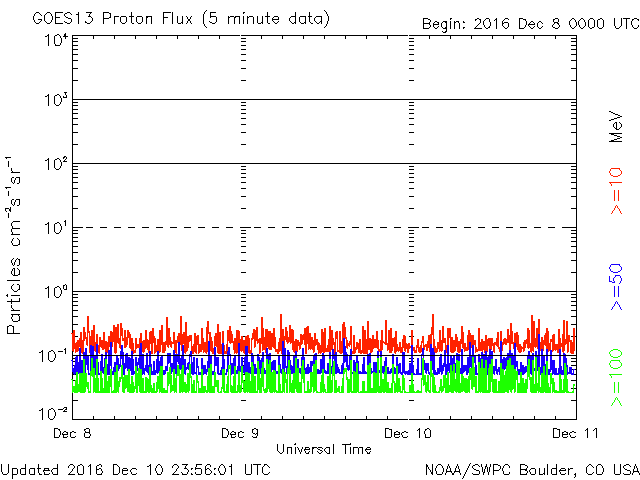 GOES13 Proton Flux (5 minute data)
Begin: 2016 Dec 8 0000 UTC
10⁴
10³
10²
10¹
10⁰
10⁻¹
10⁻²
Particles cm⁻²s⁻¹sr⁻¹
MeV
>=10
>=50
>=100
Dec 8
Dec 9
Dec 10
Dec 11
Universal Time
Updated 2016 Dec 10 23:56:01 UTC
NOAA/SWPC Boulder, CO USA